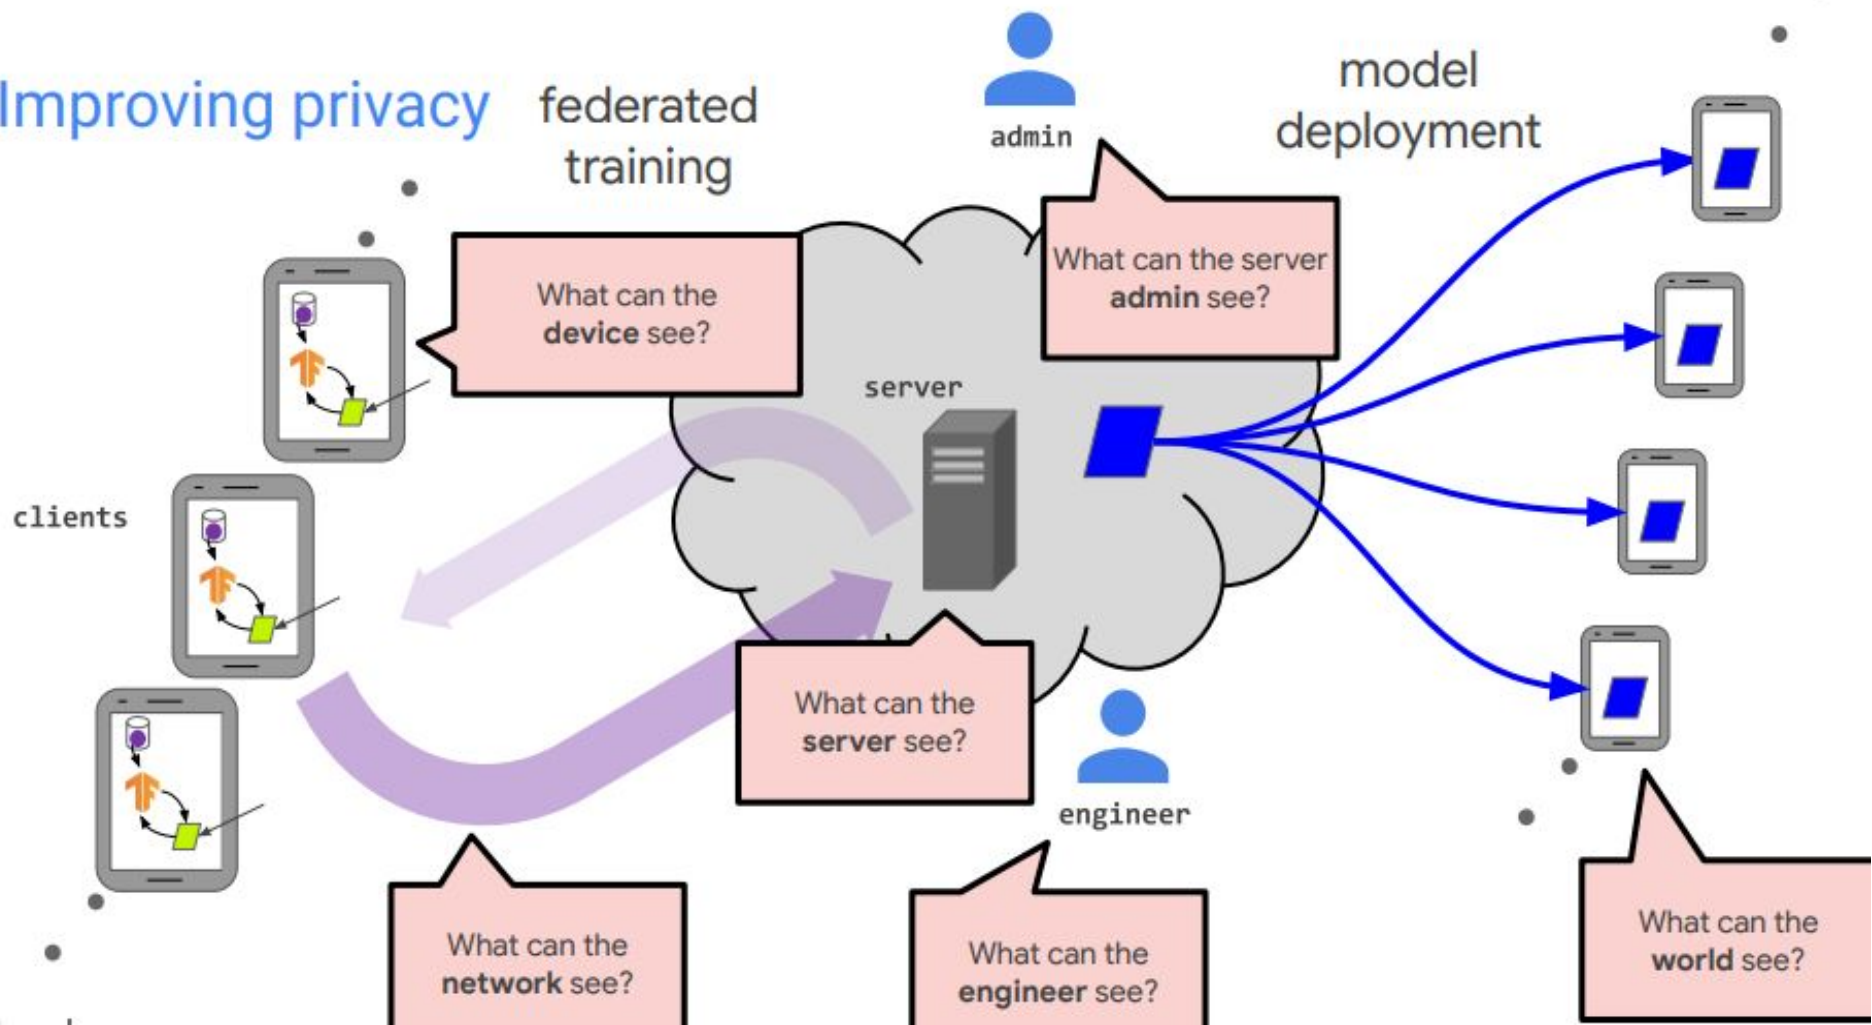 Improving privacy
federated
training
admin
model
deployment
What can the
device see?
What can the server
admin see?
server
clients
What can the
server see?
engineer
What can the
network see?
What can the
engineer see?
What can the
world see?